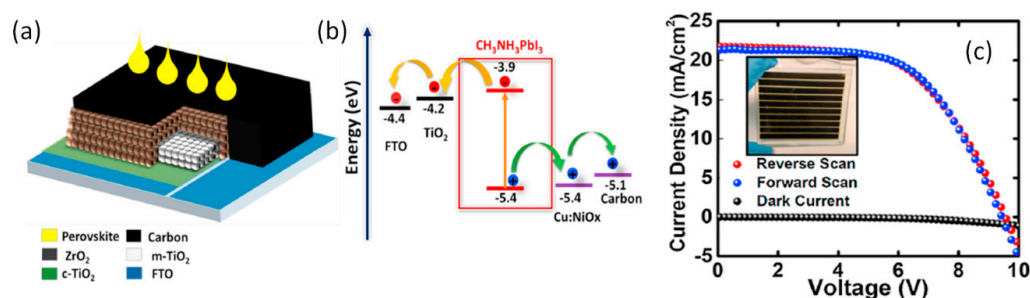 (a)
Perovskite
Carbon
ZrO₂
m-TiO₂
c-TiO₂
FTO
(b)
Energy (eV)
CH₃NH₃PbI₃
-3.9
-4.2
-4.4
TiO₂
FTO
-5.4
-5.4
-5.1
Carbon
Cu:NiOx
(c)
Current Density (mA/cm²)
25
20
15
10
5
0
-5
Reverse Scan
Forward Scan
Dark Current
0 2 4 6 8 10
Voltage (V)